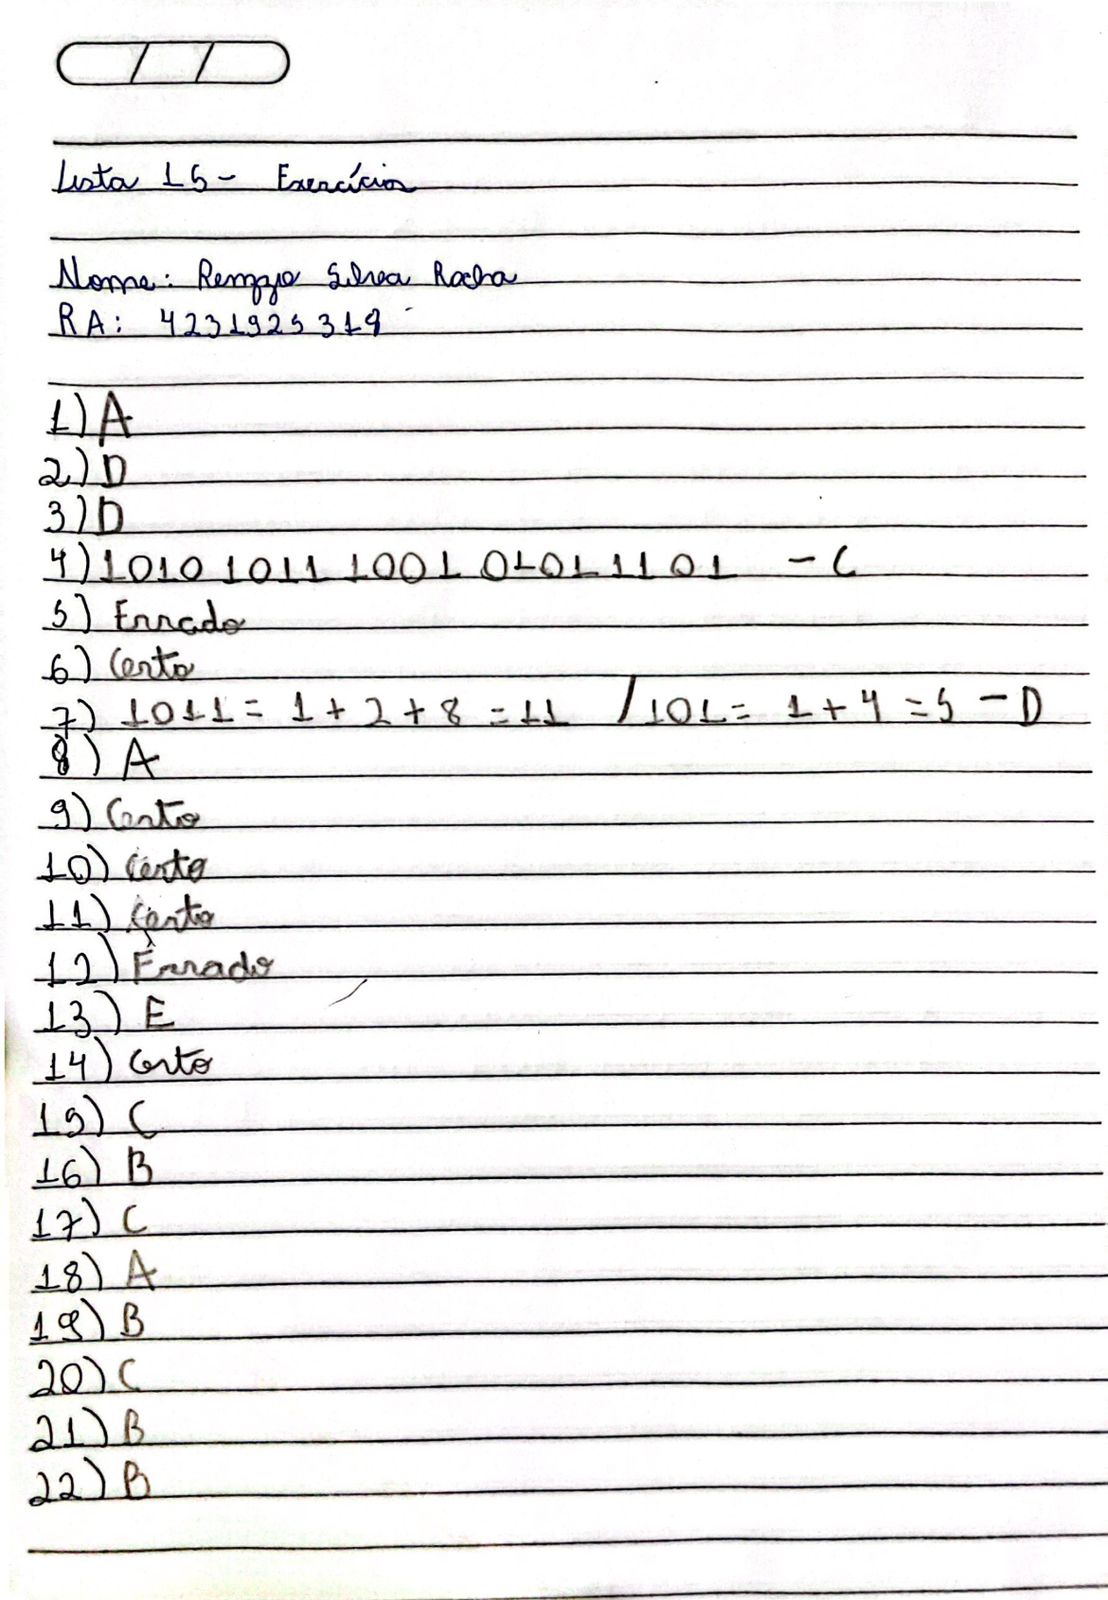 Lista 15 - Exercícios
Nome: Renzzo Silva Rocha
RA: 4231925319
1) A
2) D
3) D
4) 1010 1011 1001 0101 1101 - C
5) Errado
6) Certo
7) 1011 = 1 + 2 + 8 = 11 / 101 = 1 + 4 = 5 - D
8) A
9) Certo
10) Certo
11) Certo
12) Errado
13) E
14) Certo
15) C
16) B
17) C
18) A
19) B
20) C
21) B
22) B